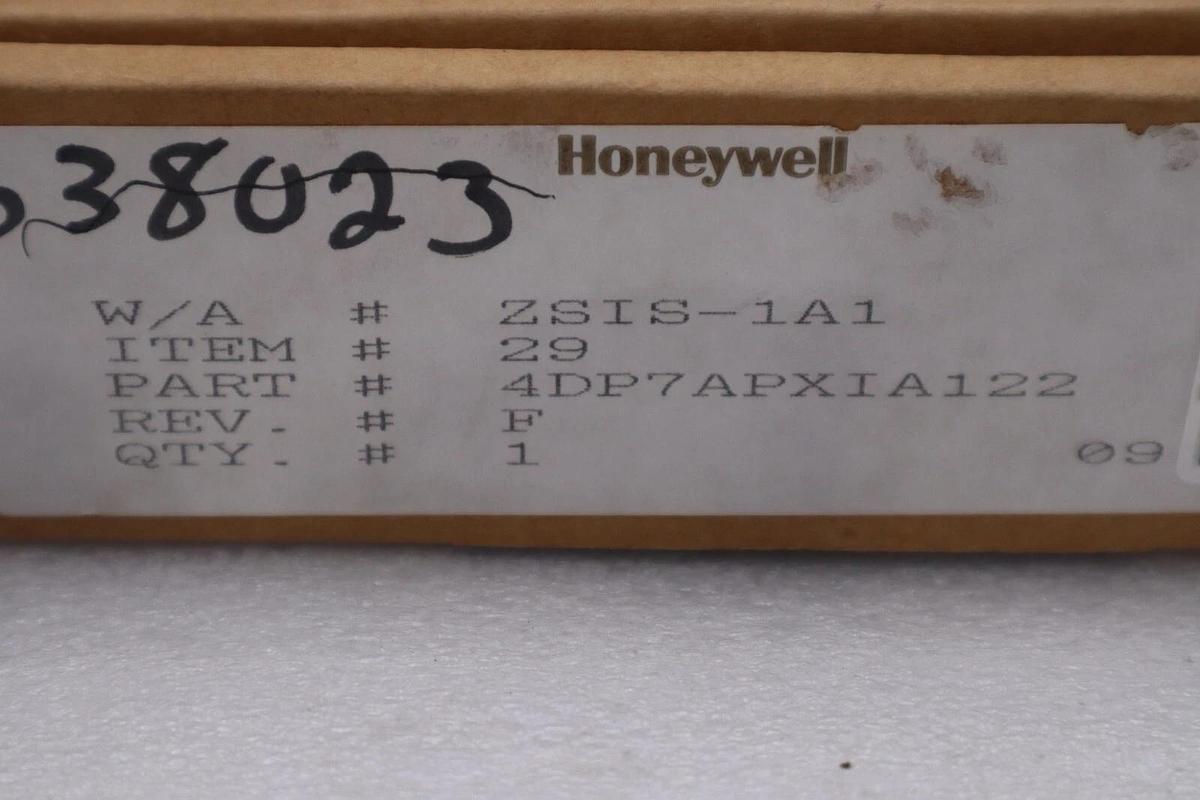 38023
Honeywell
W/A # ZSIS-1A1
ITEM # 29
PART # 4DP7APXIA122
REV. # F
QTY. # 1 09